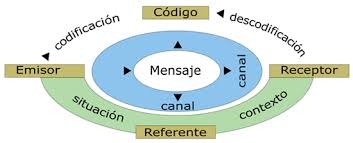 Código
codificación
descodificación
Emisor
Mensaje
canal
Receptor
canal
situación
contexto
Referente